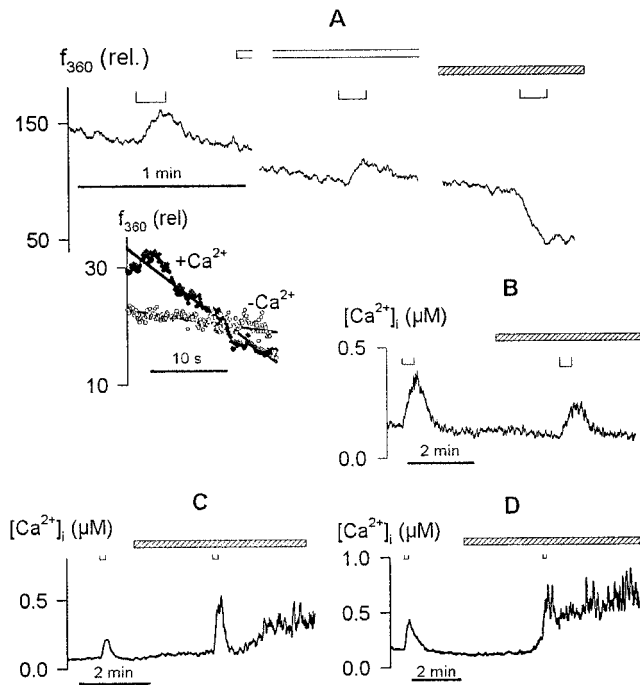 A
f₃₆₀ (rel.)
150
50
1 min
f₃₆₀ (rel)
30
10
+Ca²⁺
-Ca²⁺
10 s
B
[Ca²⁺]ᵢ (μM)
0.5
0.0
2 min
C
[Ca²⁺]ᵢ (μM)
0.5
0.0
2 min
D
[Ca²⁺]ᵢ (μM)
1.0
0.5
0.0
2 min